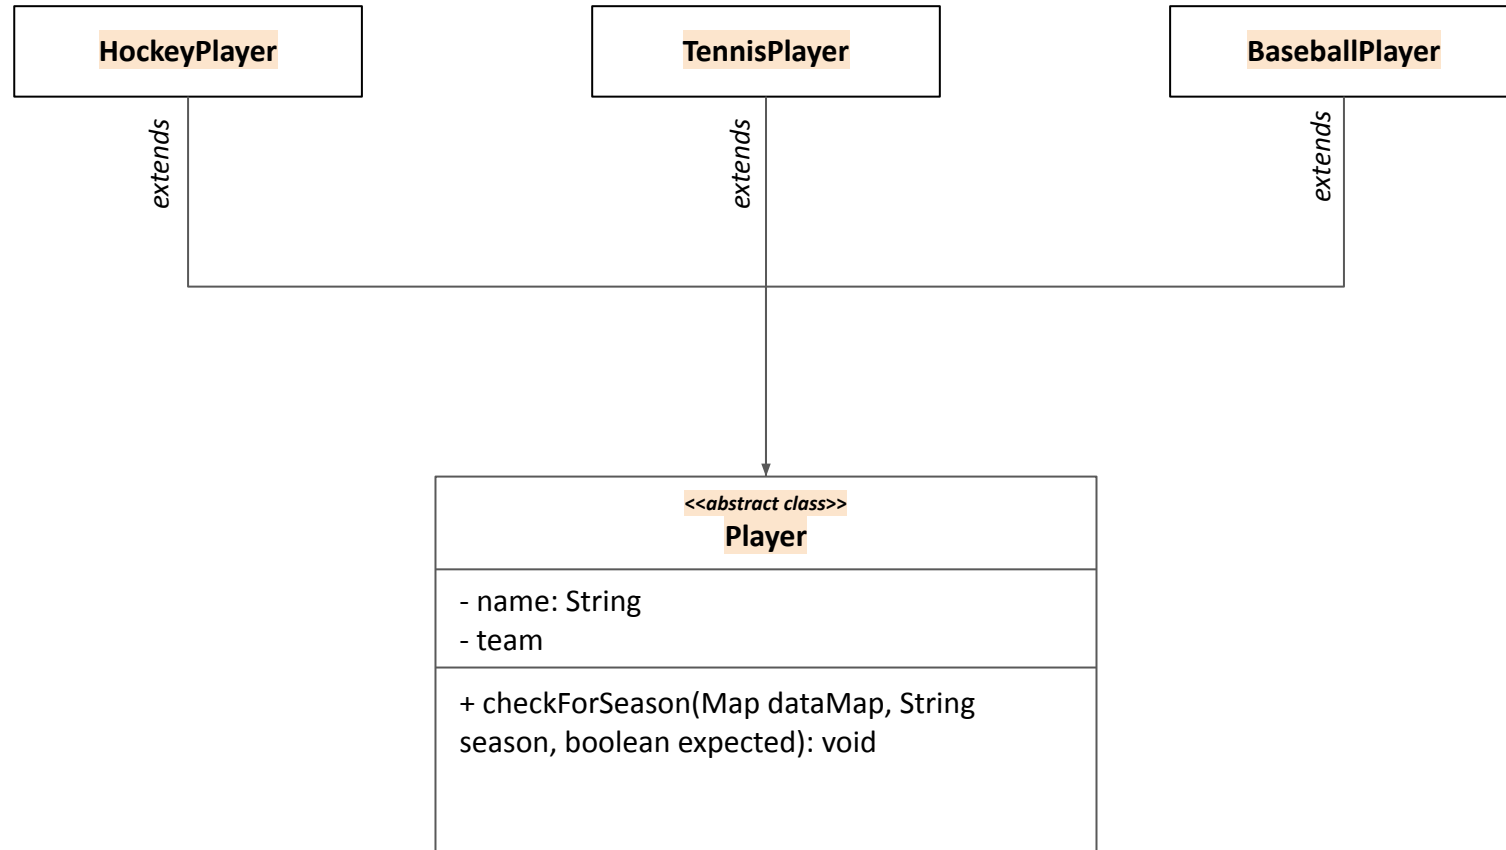 HockeyPlayer
TennisPlayer
BaseballPlayer
extends
extends
extends
<<abstract class>>
Player
- name: String
- team
+ checkForSeason(Map dataMap, String
season, boolean expected): void